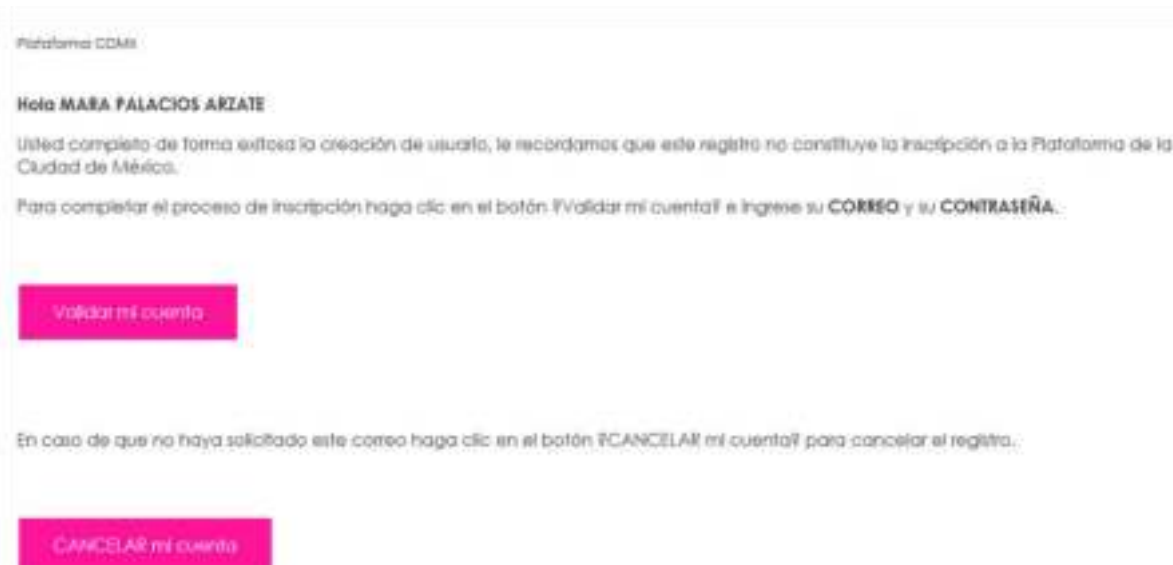 Plataforma CDMX
Hola MARA PALACIOS ARZATE
Usted completo de forma exitosa la creación de usuario, le recordamos que este registro no constituye la inscripción a la Plataforma de la
Ciudad de México.
Para completar el proceso de inscripción haga clic en el botón ?Validar mi cuenta? e ingrese su CORREO y su CONTRASEÑA.
Validar mi cuenta
En caso de que no haya solicitado este correo haga clic en el botón ?CANCELAR mi cuenta? para cancelar el registro.
CANCELAR mi cuenta